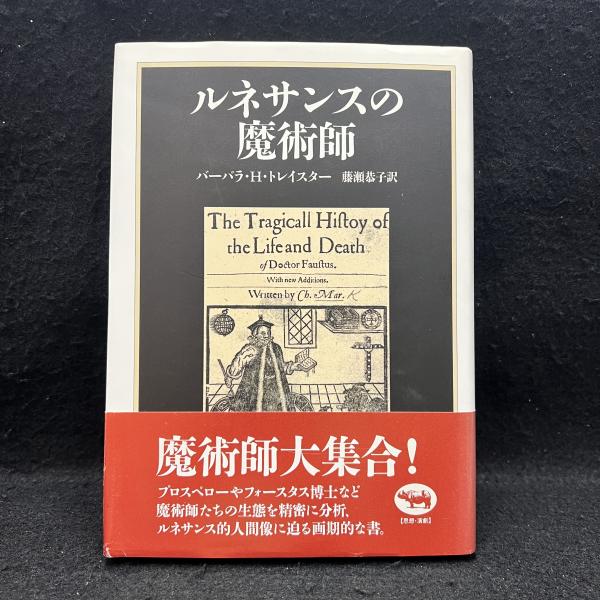 ルネサンスの
魔術師
バーバラ・H・トレイスター 藤瀬恭子訳
The Tragicall Hiſtoy of
the Life and Death
of Doctor Fauſtus.
With new Additions.
Written by Ch. Mar. K
魔術師大集合!
プロスペローやフォースタス博士など
魔術師たちの生態を精密に分析、
ルネサンス的人間像に迫る画期的な書。
【思想・演劇】